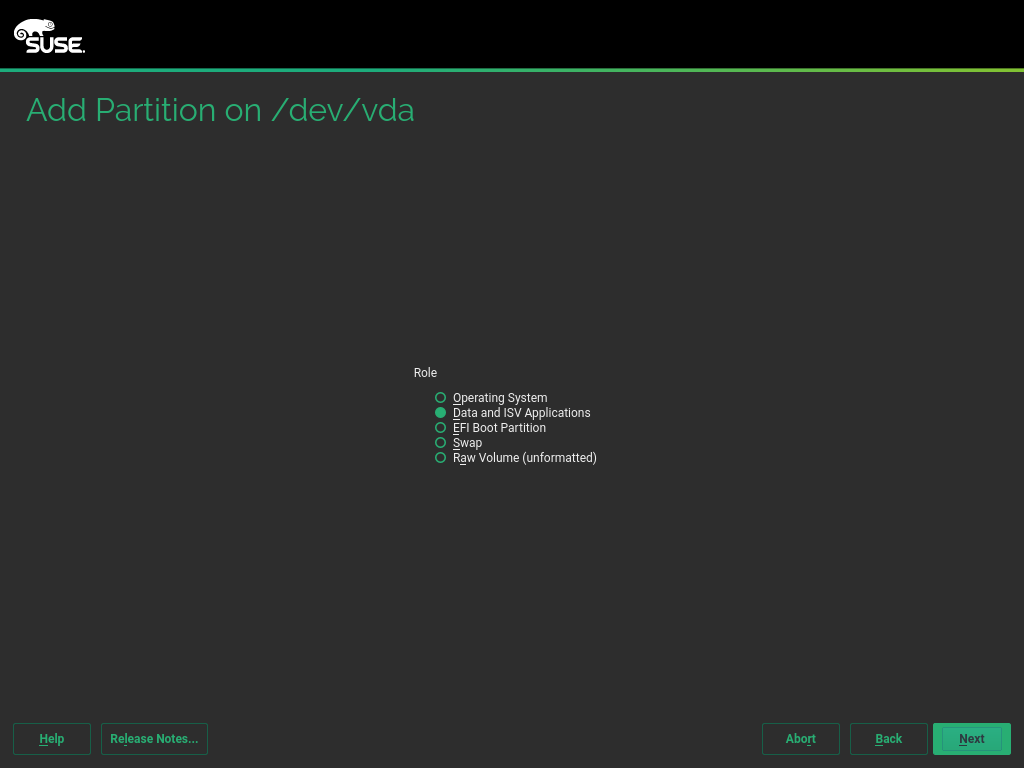 SUSE.
Add Partition on /dev/vda
Role
Operating System
Data and ISV Applications
EFI Boot Partition
Swap
Raw Volume (unformatted)
Help Release Notes... Abort Back Next